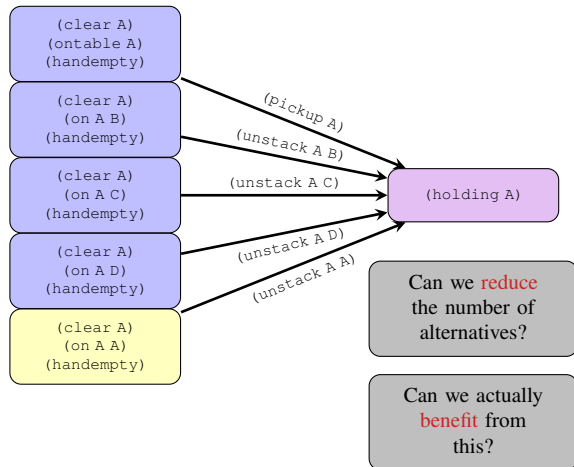 (clear A)
(ontable A)
(handempty)
(clear A)
(on A B)
(handempty)
(clear A)
(on A C)
(handempty)
(clear A)
(on A D)
(handempty)
(clear A)
(on A A)
(handempty)
(pickup A)
(unstack A B)
(unstack A C)
(unstack A D)
(unstack A A)
(holding A)
Can we reduce
the number of
alternatives?
Can we actually
benefit from
this?